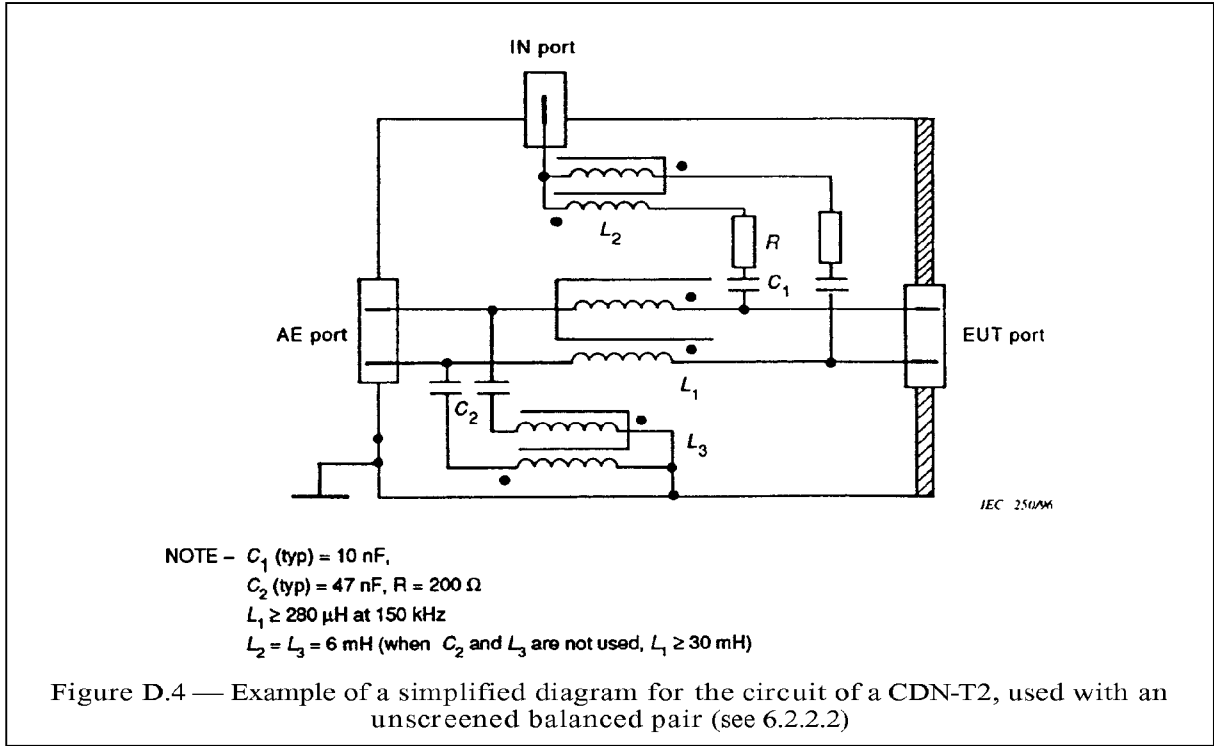 IN port
L2
R
C1
AE port
EUT port
L1
C2
L3
IEC 250/96
NOTE – C1 (typ) = 10 nF,
C2 (typ) = 47 nF, R = 200 Ω
L1 ≥ 280 µH at 150 kHz
L2 = L3 = 6 mH (when C2 and L3 are not used, L1 ≥ 30 mH)
Figure D.4 — Example of a simplified diagram for the circuit of a CDN-T2, used with an
unscreened balanced pair (see 6.2.2.2)